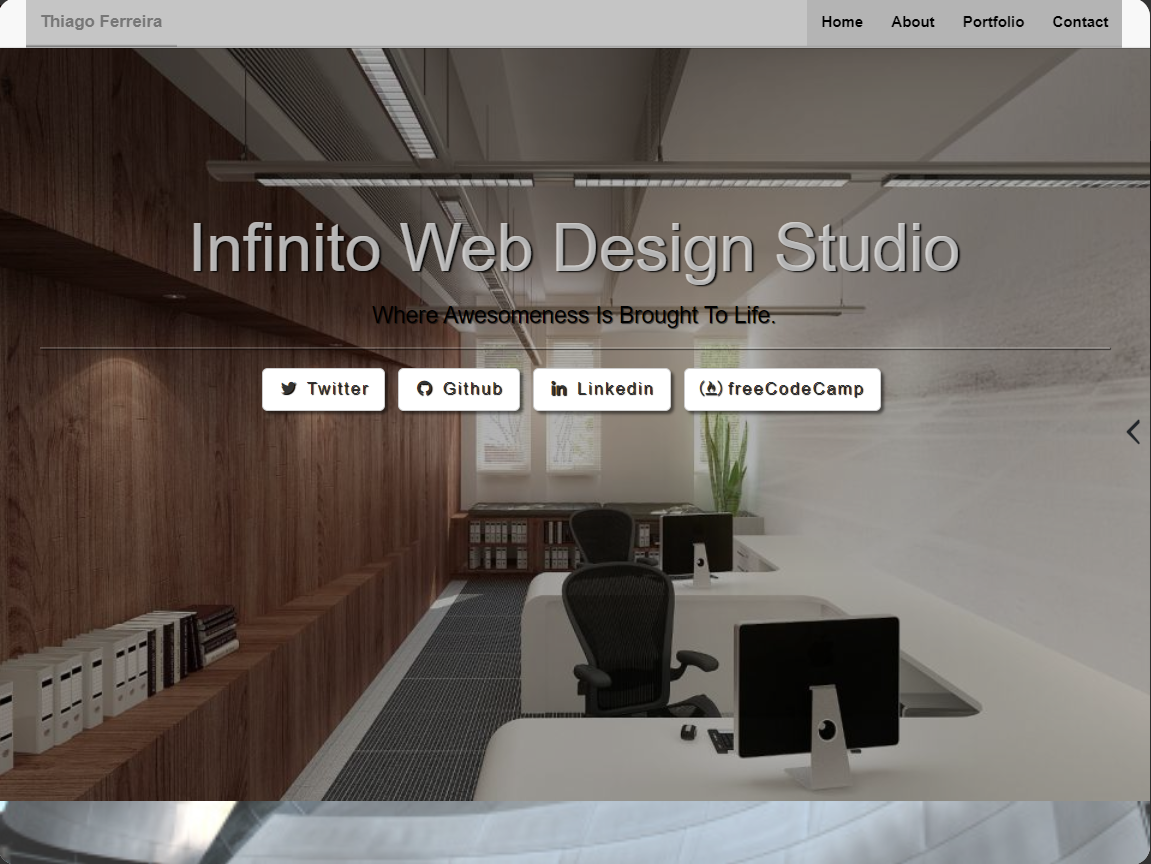 Thiago Ferreira Home About Portfolio Contact
Infinito Web Design Studio
Where Awesomeness Is Brought To Life.
Twitter Github Linkedin freeCodeCamp